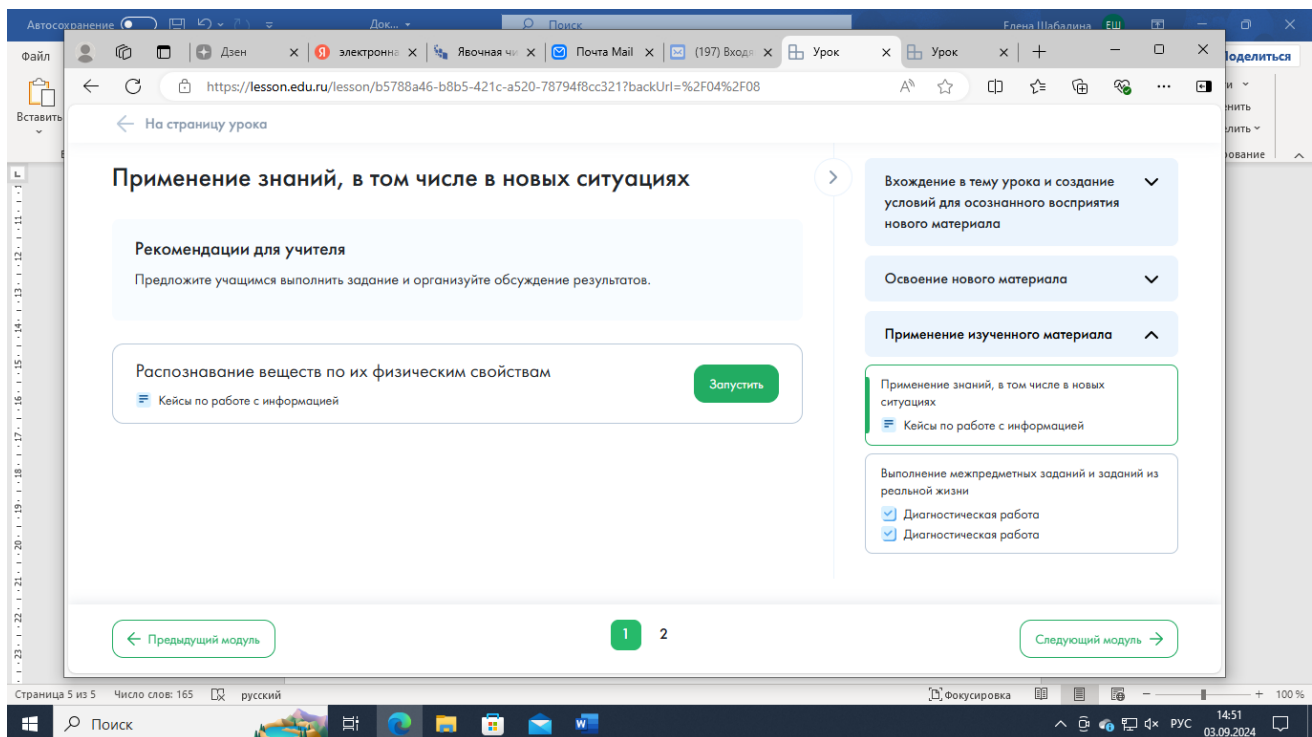 Автосохранение
Док...
Поиск
Елена Шабалина
ЕШ
Файл
Дзен
электронна
Явочная чи
Почта Mail
(197) Входя
Урок
Урок
Поделиться
https://lesson.edu.ru/lesson/b5788a46-b8b5-421c-a520-78794f8cc321?backUrl=%2F04%2F08
Вставить
На страницу урока
Применение знаний, в том числе в новых ситуациях
Рекомендации для учителя
Предложите учащимся выполнить задание и организуйте обсуждение результатов.
Распознавание веществ по их физическим свойствам
Кейсы по работе с информацией
Запустить
Вхождение в тему урока и создание
условий для осознанного восприятия
нового материала
Освоение нового материала
Применение изученного материала
Применение знаний, в том числе в новых
ситуациях
Кейсы по работе с информацией
Выполнение межпредметных заданий и заданий из
реальной жизни
Диагностическая работа
Диагностическая работа
Предыдущий модуль
1 2
Следующий модуль
Страница 5 из 5 Число слов: 165 русский
Фокусировка
100 %
Поиск
РУС
14:51
03.09.2024